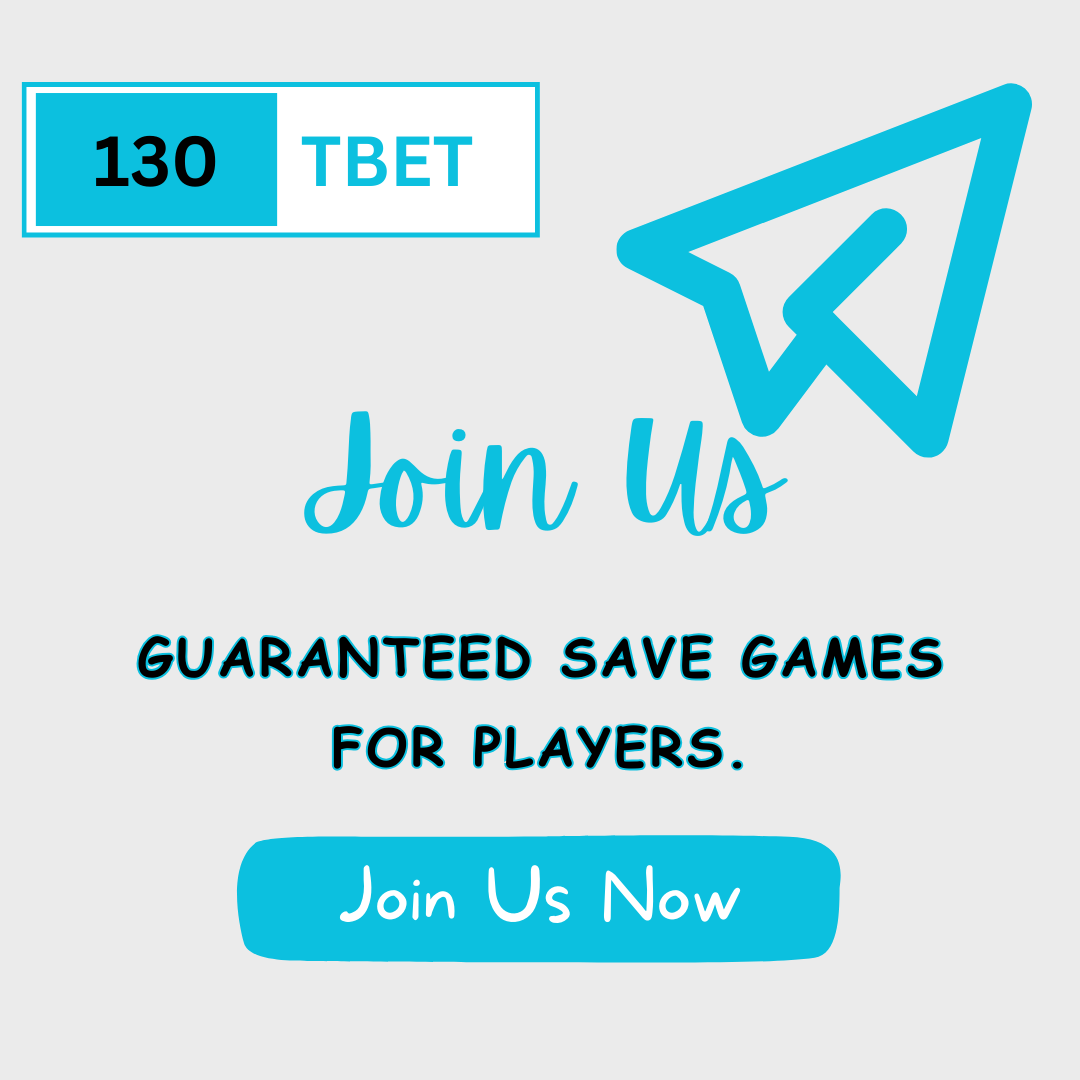 130 TBET
Join Us
GUARANTEED SAVE GAMES
FOR PLAYERS.
Join Us Now